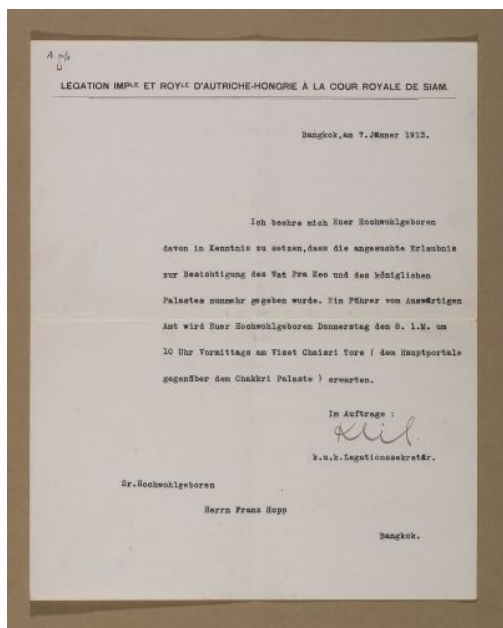 LÉGATION IMPLE ET ROYLE D'AUTRICHE-HONGRIE À LA COUR ROYALE DE SIAM.
Bangkok,am 7.Jänner 1913.
Ich beehre mich Euer Hochwohlgeboren
davon in Kenntnis zu setzen,dass die angesuchte Erlaubnis
zur Besichtigung des Wat Pra Keo und des königlichen
Palastes nunmehr gegeben wurde. Ein Führer vom Auswärtigen
Amt wird Euer Hochwohlgeboren Donnerstag den
10 Uhr Vormittags am Viset Chaisri Tore ( dem Hauptportale
gegenüber dem Chakkri Palaste ) erwarten.
Im Auftrage :
k.u.k.Legationssekretär.
Sr.Hochwohlgeboren
Herrn Franz Hopp
Bangkok.